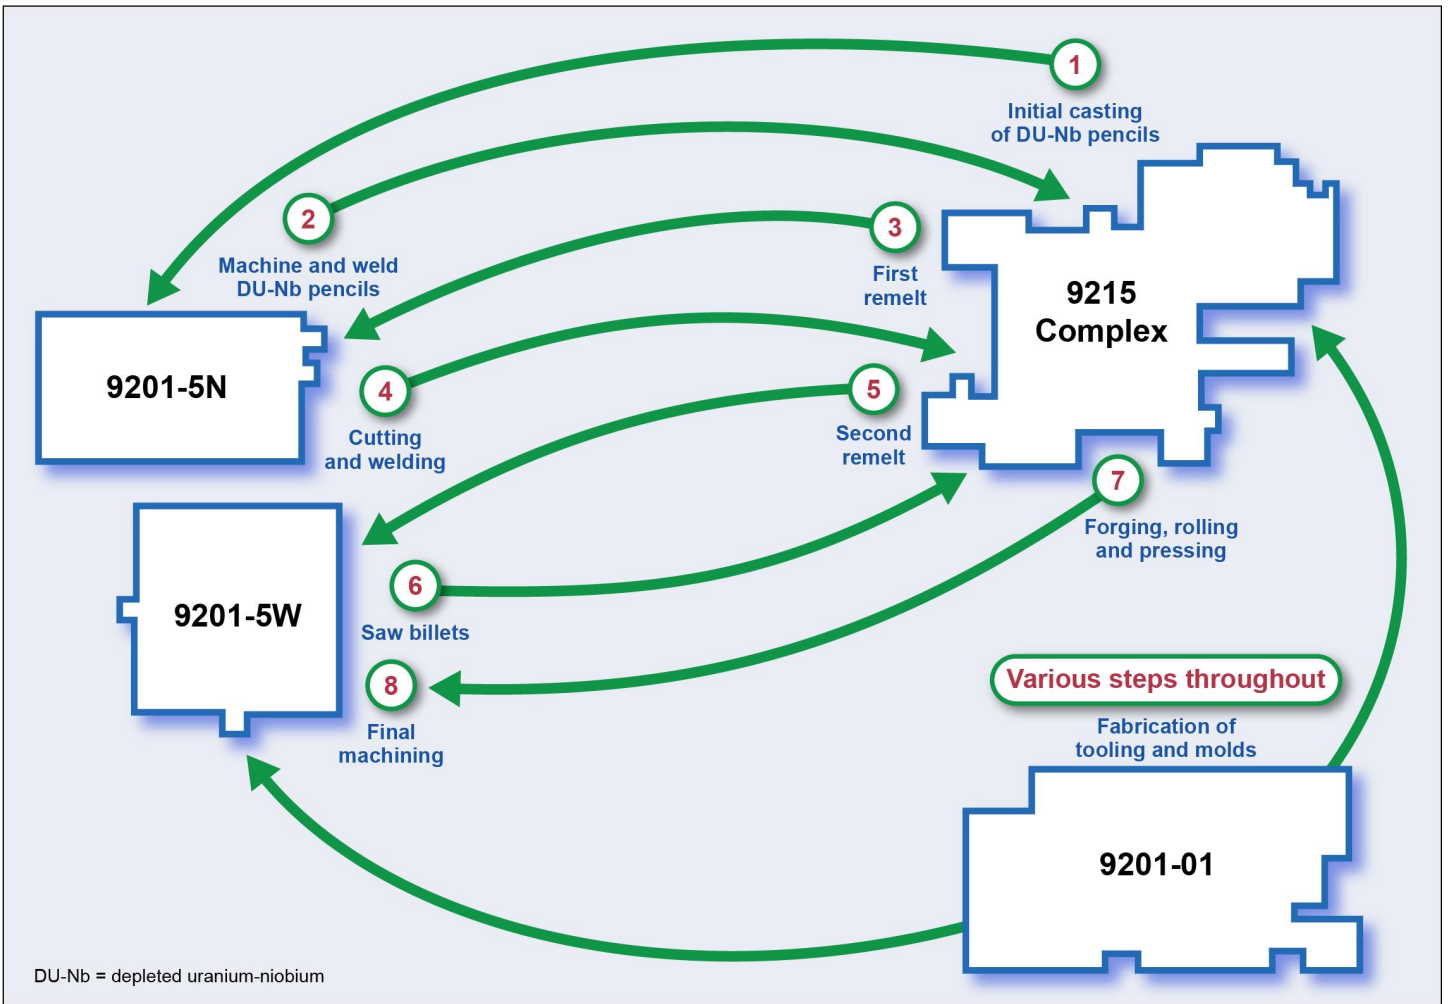 1
Initial casting
of DU-Nb pencils
2
Machine and weld
DU-Nb pencils
3
First
remelt
9215
Complex
9201-5N
4
Cutting
and welding
5
Second
remelt
7
Forging, rolling
and pressing
9201-5W
6
Saw billets
8
Final
machining
Various steps throughout
Fabrication of
tooling and molds
9201-01
DU-Nb = depleted uranium-niobium